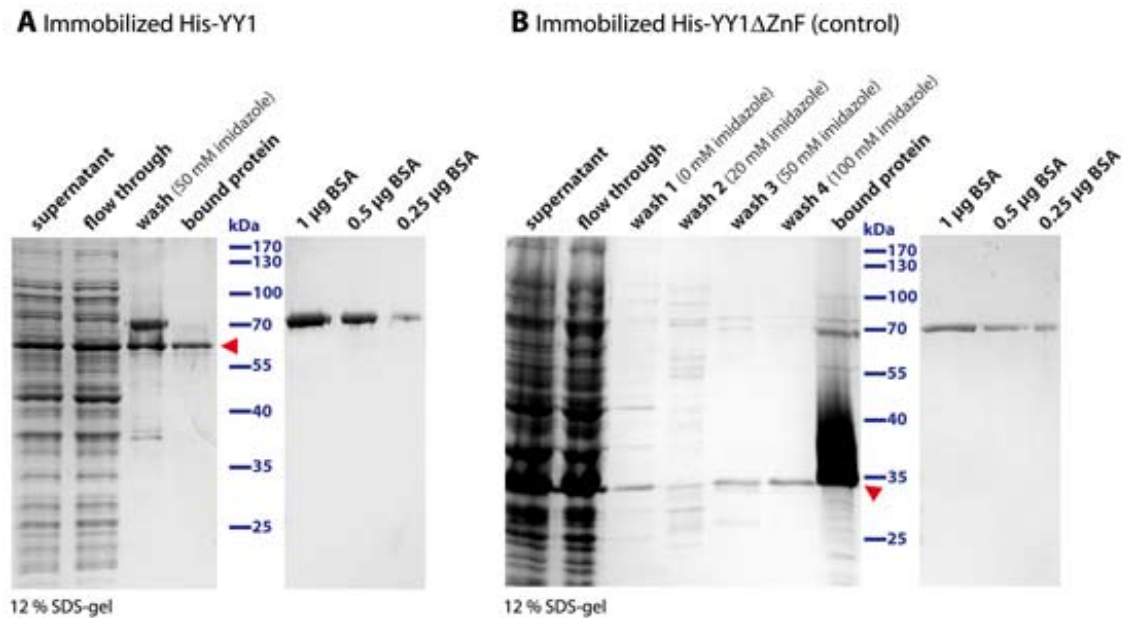 A Immobilized His-YY1
supernatant
flow through
wash (50 mM imidazole)
bound protein
kDa
170
130
100
70
55
40
35
25
1 µg BSA
0.5 µg BSA
0.25 µg BSA
12 % SDS-gel
B Immobilized His-YY1ΔZnF (control)
supernatant
flow through
wash 1 (0 mM imidazole)
wash 2 (20 mM imidazole)
wash 3 (50 mM imidazole)
wash 4 (100 mM imidazole)
bound protein
kDa
170
130
100
70
55
40
35
25
1 µg BSA
0.5 µg BSA
0.25 µg BSA
12 % SDS-gel